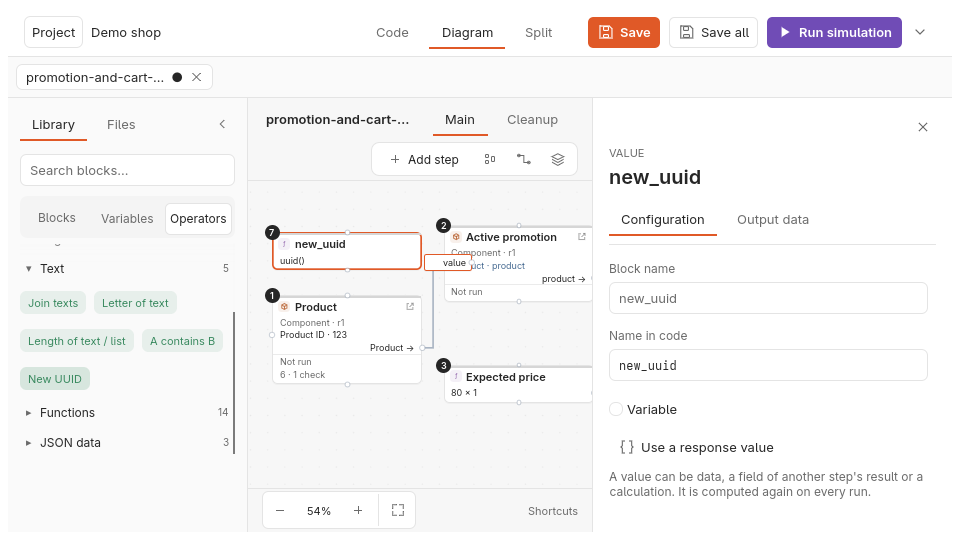 Project Demo shop Code Diagram Split Save Save all Run simulation
promotion-and-cart-...
Library Files
Search blocks...
Blocks Variables Operators
Text 5
Join texts Letter of text
Length of text / list A contains B
New UUID
Functions 14
JSON data 3
promotion-and-cart-... Main Cleanup
Add step
7 new_uuid
uuid()
1 Product
Component · r1
Product ID · 123
Product →
Not run
6 · 1 check
2 Active promotion
Component · r1
value
uct · product
product →
Not run
3 Expected price
80 × 1
54%
Shortcuts
VALUE
new_uuid
Configuration Output data
Block name
new_uuid
Name in code
new_uuid
Variable
{} Use a response value
A value can be data, a field of another step's result or a
calculation. It is computed again on every run.